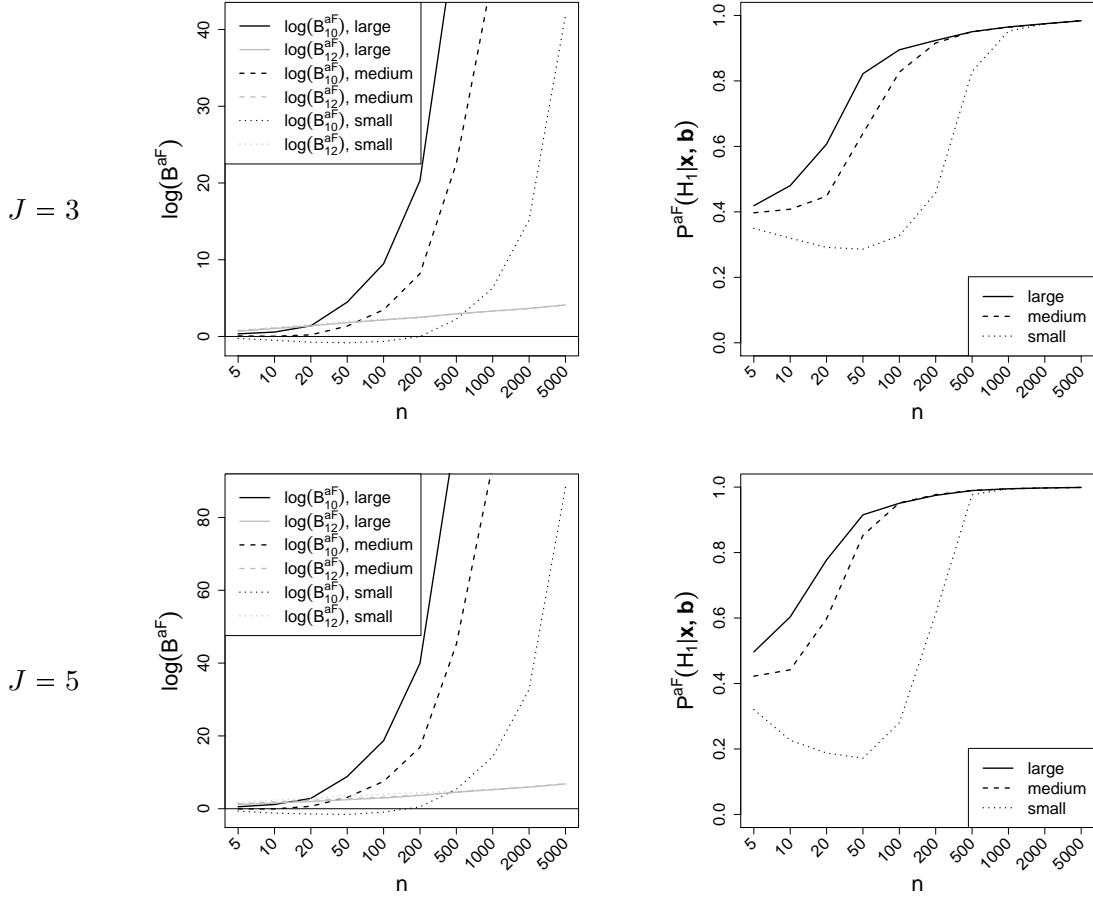 J = 3
log(B^aF)
40
30
20
10
0
log(B^aF_10), large
log(B^aF_12), large
log(B^aF_10), medium
log(B^aF_12), medium
log(B^aF_10), small
log(B^aF_12), small
5 10 20 50 100 200 500 1000 2000 5000
n
P^aF(H_1|x, b)
1.0
0.8
0.6
0.4
0.2
0.0
large
medium
small
5 10 20 50 100 200 500 1000 2000 5000
n
J = 5
log(B^aF)
80
60
40
20
0
log(B^aF_10), large
log(B^aF_12), large
log(B^aF_10), medium
log(B^aF_12), medium
log(B^aF_10), small
log(B^aF_12), small
5 10 20 50 100 200 500 1000 2000 5000
n
P^aF(H_1|x, b)
1.0
0.8
0.6
0.4
0.2
0.0
large
medium
small
5 10 20 50 100 200 500 1000 2000 5000
n